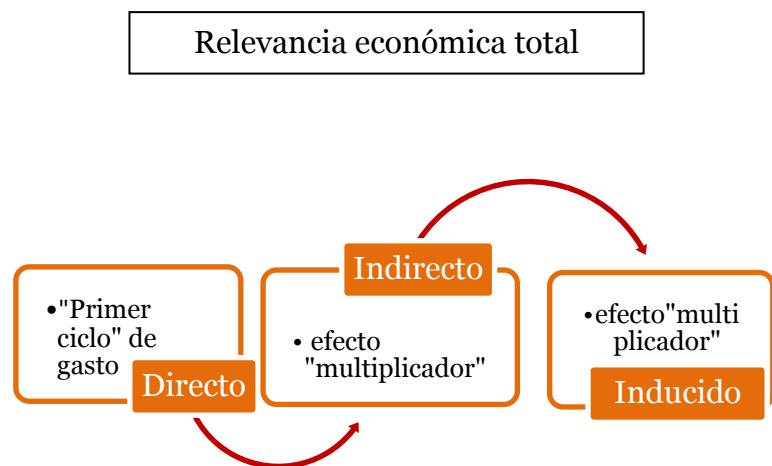 Relevancia económica total
•"Primer
ciclo" de
gasto
Directo
Indirecto
• efecto
"multiplicador"
•efecto"multi
plicador"
Inducido